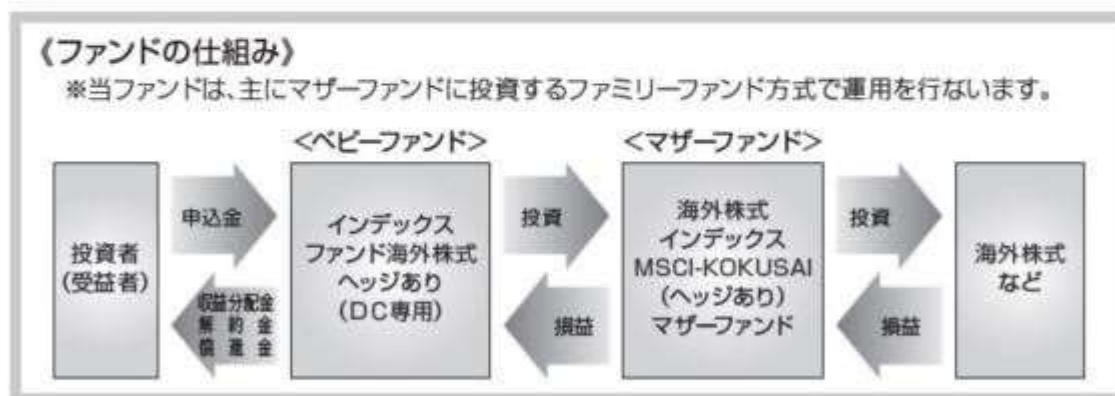 《ファンドの仕組み》
※当ファンドは、主にマザーファンドに投資するファミリーファンド方式で運用を行ないます。
<ベビーファンド>
<マザーファンド>
投資者
(受益者)
申込金
収益分配金
解約金
償還金
インデックス
ファンド海外株式
ヘッジあり
(DC専用)
投資
損益
海外株式
インデックス
MSCI-KOKUSAI
(ヘッジあり)
マザーファンド
投資
損益
海外株式
など